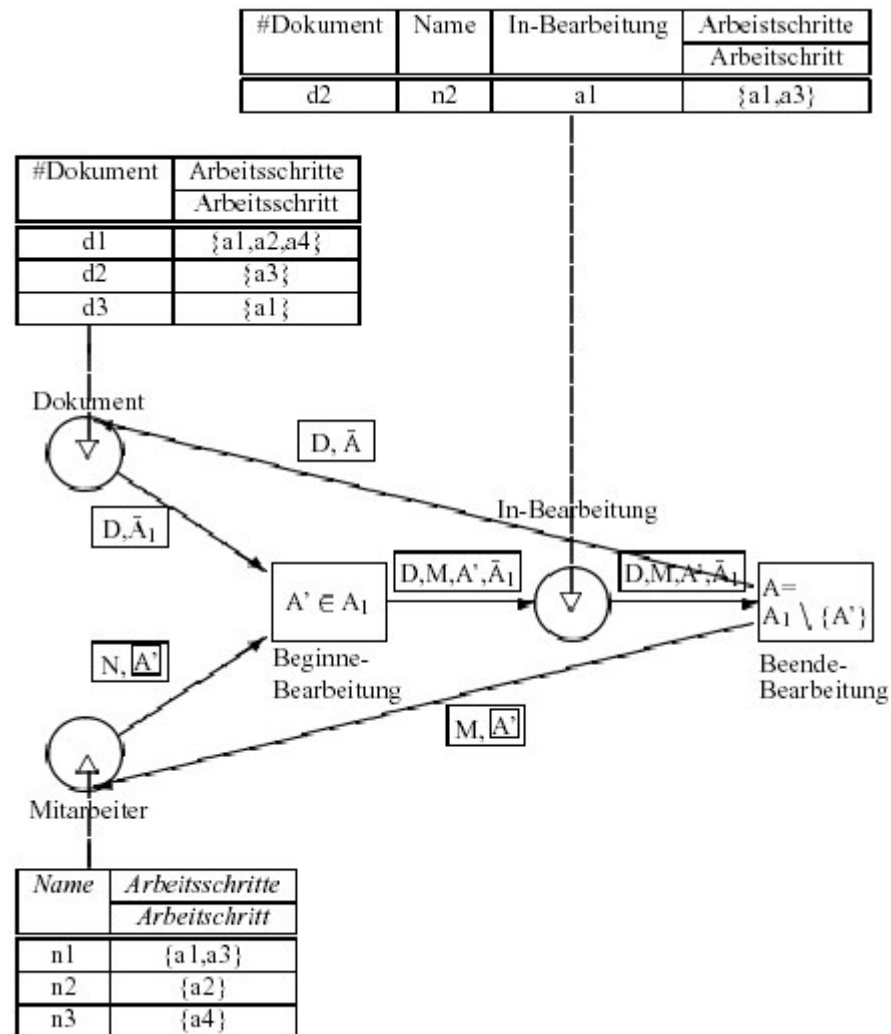 #Dokument Name In-Bearbeitung Arbeistschritte
Arbeitschritt
d2 n2 a1 {a1,a3}
#Dokument Arbeitsschritte
Arbeitsschritt
d1 {a1,a2,a4}
d2 {a3}
d3 {a1}
Dokument
D, Ā
In-Bearbeitung
D,Ā1
D,M,A',Ā1
D,M,A',Ā1
A' ∈ A1
A=
A1 \ {A'}
N, A'
Beginne-
Bearbeitung
Beende-
Bearbeitung
M, A'
Mitarbeiter
Name Arbeitsschritte
Arbeitschritt
n1 {a1,a3}
n2 {a2}
n3 {a4}